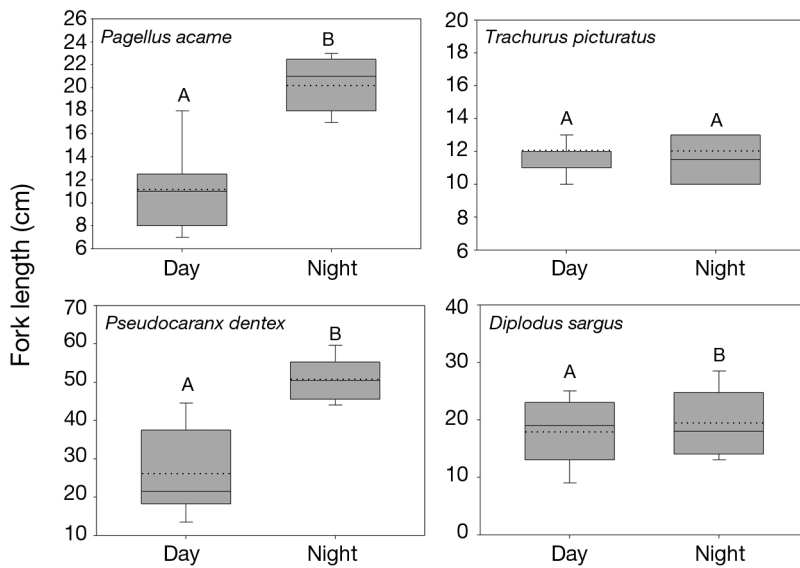 Fork length (cm)
Pagellus acame
26
24
22
20
18
16
14
12
10
8
6
A
B
Day
Night
Trachurus picturatus
20
18
16
14
12
10
8
6
A
A
Day
Night
Pseudocaranx dentex
70
60
50
40
30
20
10
A
B
Day
Night
Diplodus sargus
40
30
20
10
0
A
B
Day
Night